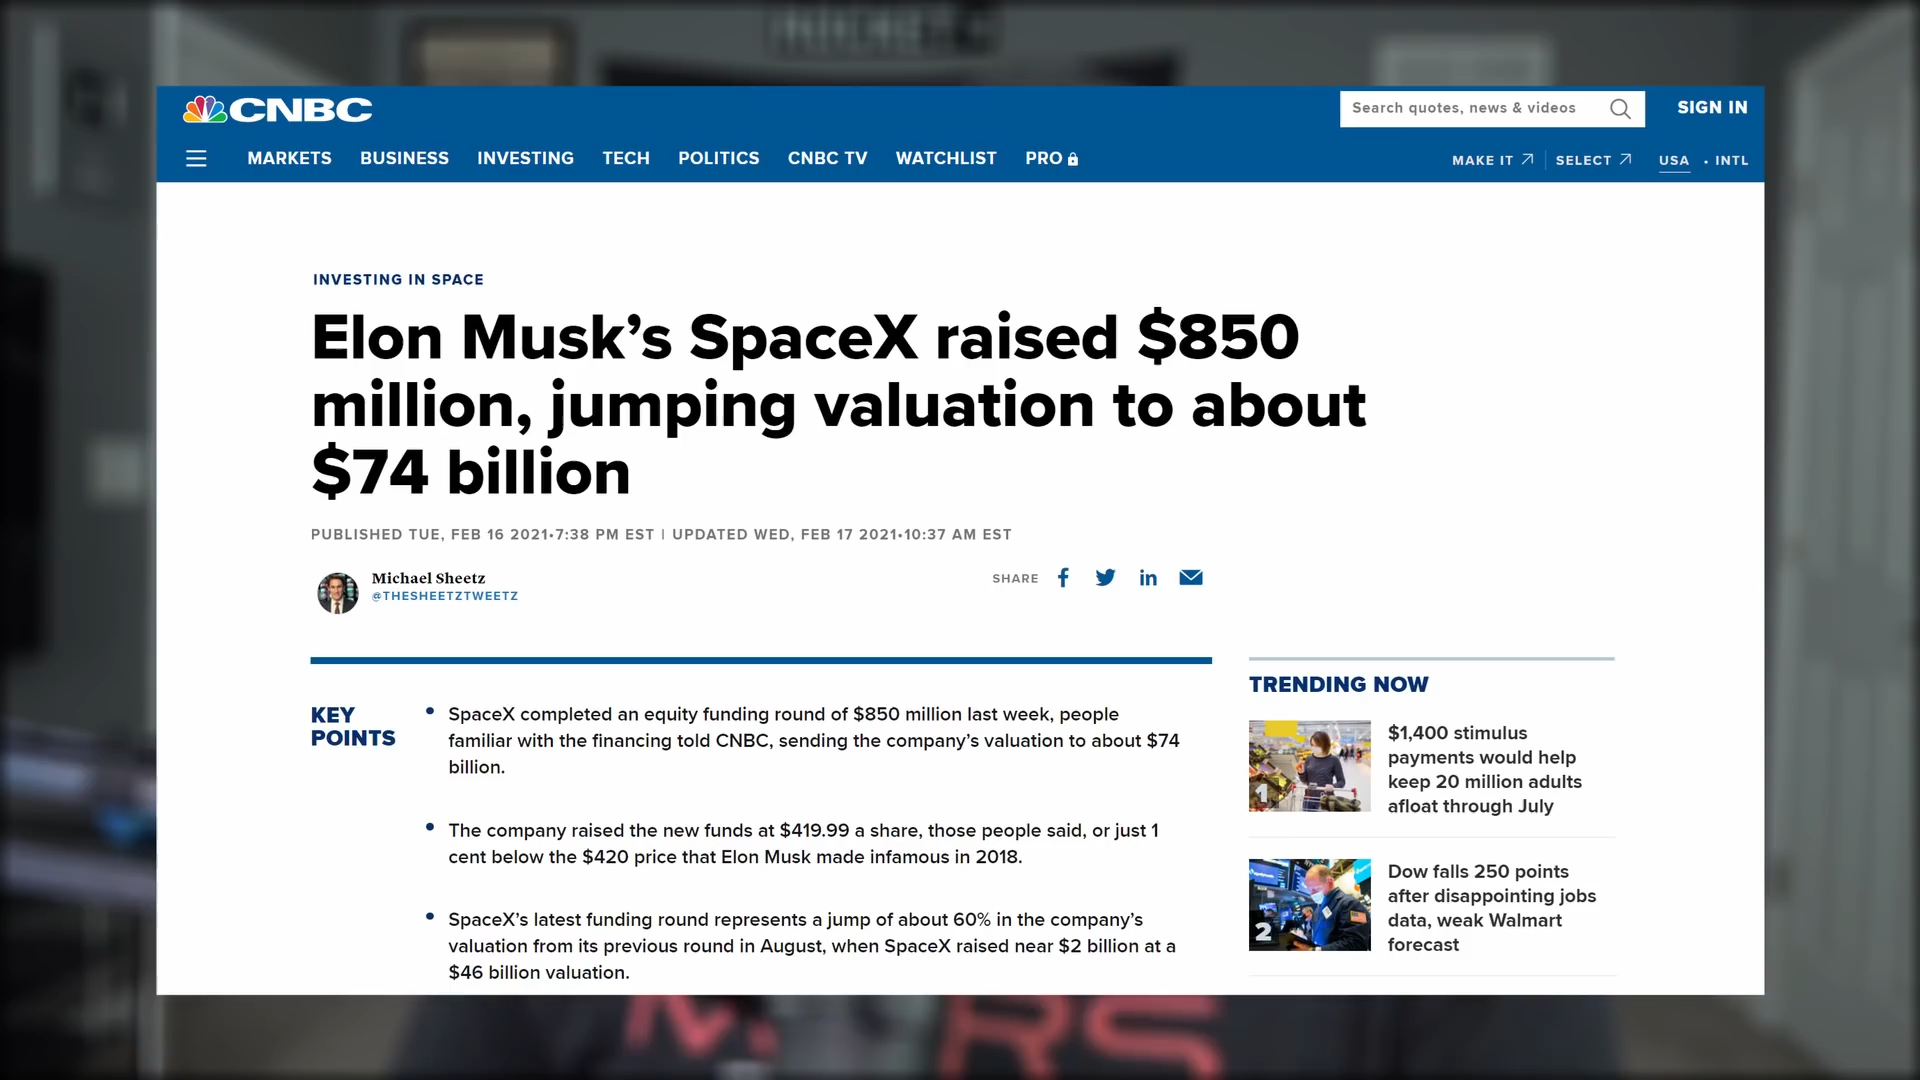 CNBC
Search quotes, news & videos
SIGN IN
MARKETS BUSINESS INVESTING TECH POLITICS CNBC TV WATCHLIST PRO
MAKE IT SELECT USA • INTL
INVESTING IN SPACE
Elon Musk’s SpaceX raised $850
million, jumping valuation to about
$74 billion
PUBLISHED TUE, FEB 16 2021•7:38 PM EST | UPDATED WED, FEB 17 2021•10:37 AM EST
Michael Sheetz
@THESHEETZTWEETZ
SHARE
KEY
POINTS
• SpaceX completed an equity funding round of $850 million last week, people
familiar with the financing told CNBC, sending the company’s valuation to about $74
billion.
• The company raised the new funds at $419.99 a share, those people said, or just 1
cent below the $420 price that Elon Musk made infamous in 2018.
• SpaceX’s latest funding round represents a jump of about 60% in the company’s
valuation from its previous round in August, when SpaceX raised near $2 billion at a
$46 billion valuation.
TRENDING NOW
1
$1,400 stimulus
payments would help
keep 20 million adults
afloat through July
2
Dow falls 250 points
after disappointing jobs
data, weak Walmart
forecast